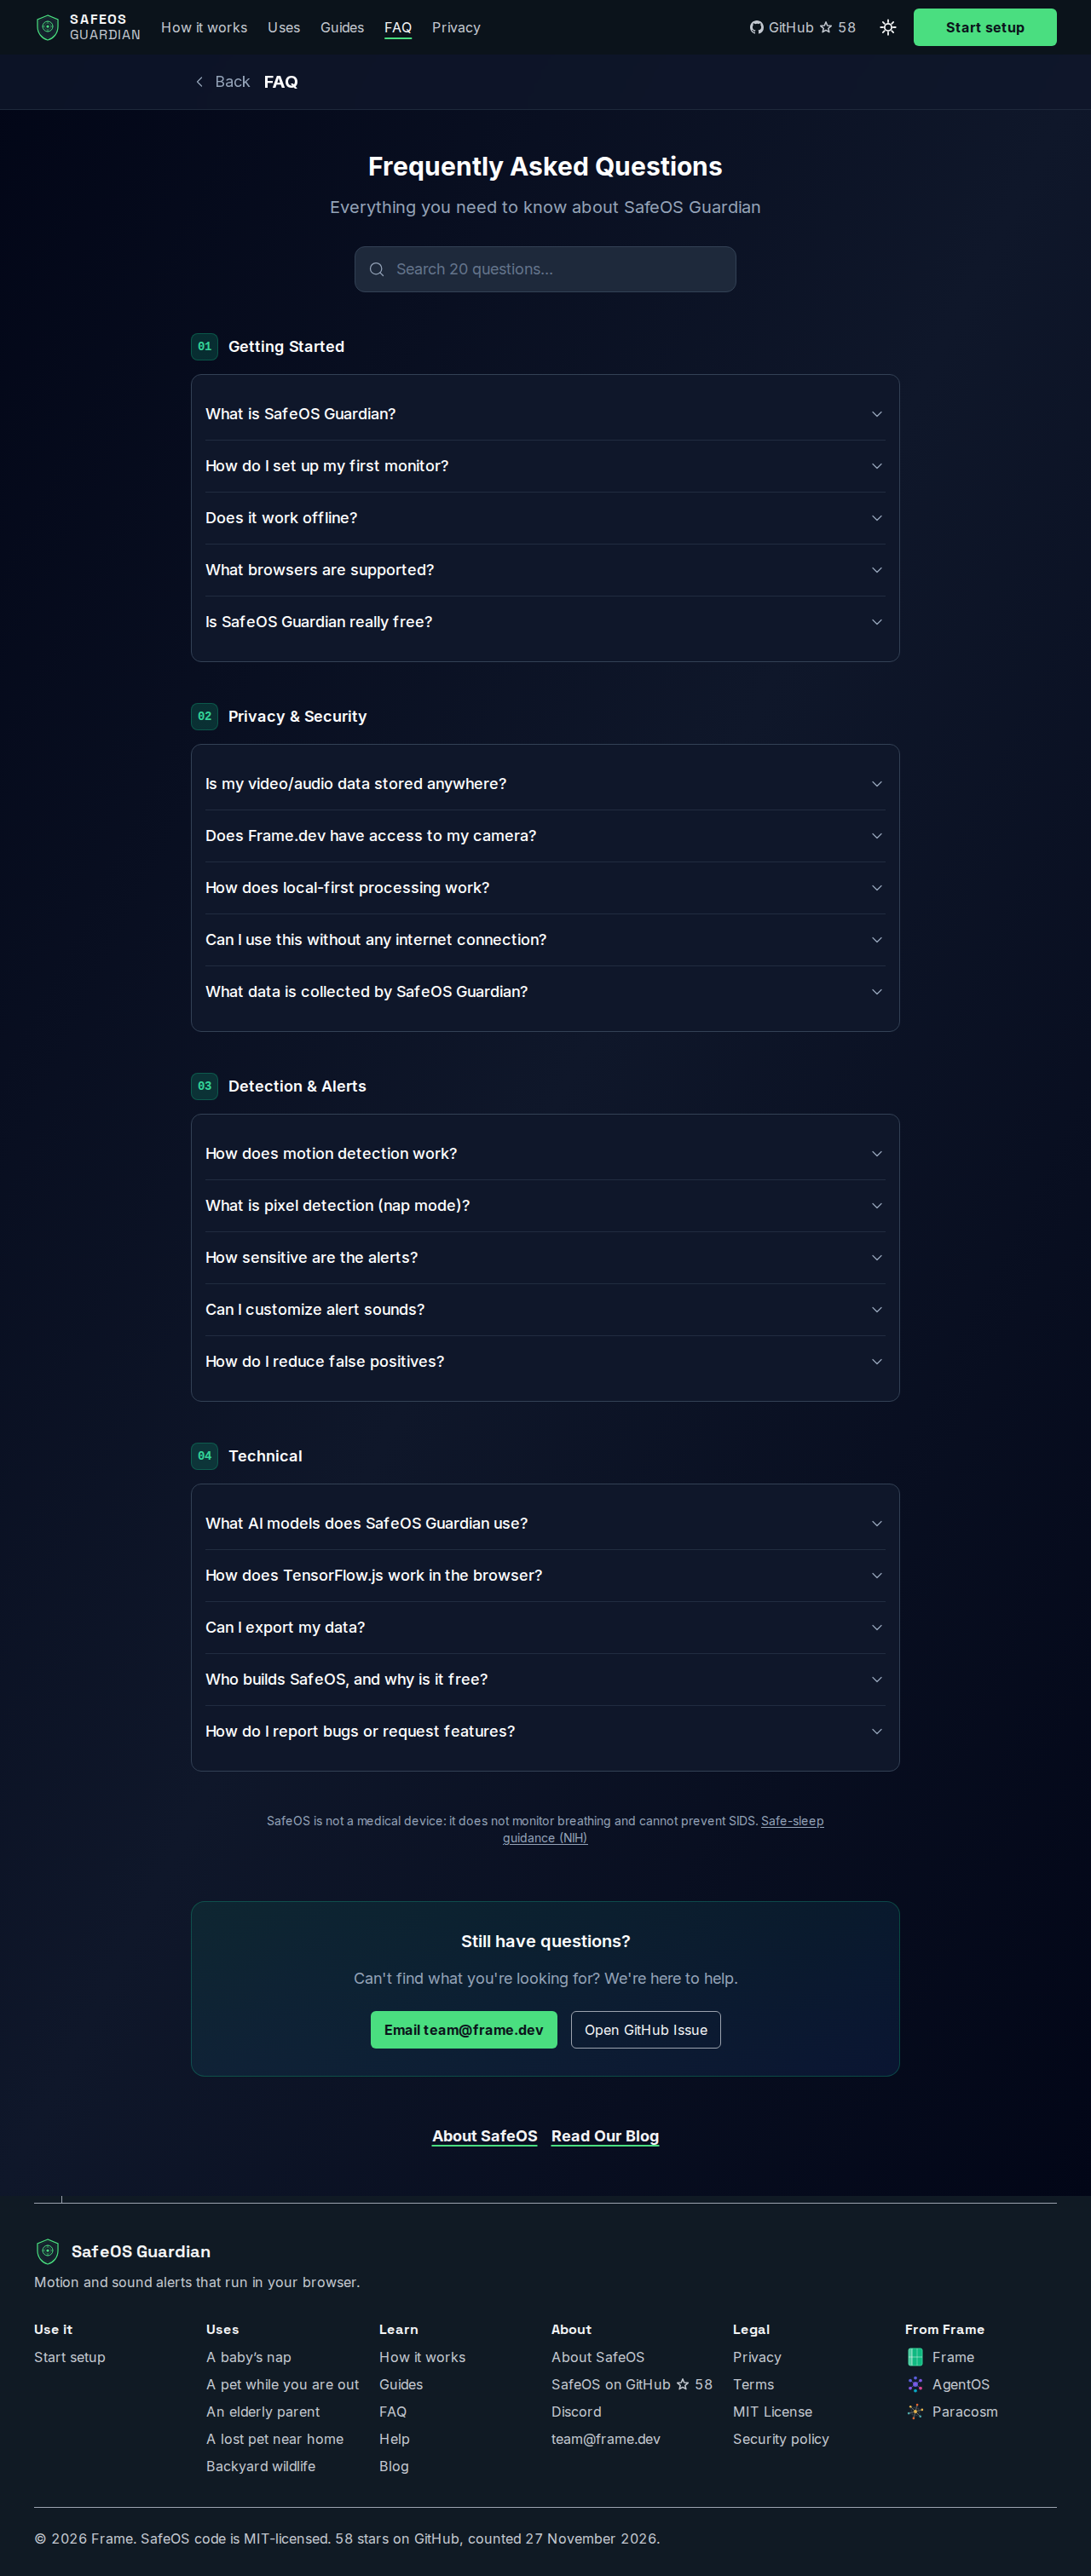 SAFEOS
GUARDIAN
How it works
Uses
Guides
FAQ
Privacy
GitHub ☆ 58
Start setup
Back
FAQ
Frequently Asked Questions
Everything you need to know about SafeOS Guardian
Search 20 questions...
01 Getting Started
What is SafeOS Guardian?
How do I set up my first monitor?
Does it work offline?
What browsers are supported?
Is SafeOS Guardian really free?
02 Privacy & Security
Is my video/audio data stored anywhere?
Does Frame.dev have access to my camera?
How does local-first processing work?
Can I use this without any internet connection?
What data is collected by SafeOS Guardian?
03 Detection & Alerts
How does motion detection work?
What is pixel detection (nap mode)?
How sensitive are the alerts?
Can I customize alert sounds?
How do I reduce false positives?
04 Technical
What AI models does SafeOS Guardian use?
How does TensorFlow.js work in the browser?
Can I export my data?
Who builds SafeOS, and why is it free?
How do I report bugs or request features?
SafeOS is not a medical device: it does not monitor breathing and cannot prevent SIDS. Safe-sleep
guidance (NIH)
Still have questions?
Can't find what you're looking for? We're here to help.
Email team@frame.dev
Open GitHub Issue
About SafeOS
Read Our Blog
SafeOS Guardian
Motion and sound alerts that run in your browser.
Use it
Start setup
Uses
A baby’s nap
A pet while you are out
An elderly parent
A lost pet near home
Backyard wildlife
Learn
How it works
Guides
FAQ
Help
Blog
About
About SafeOS
SafeOS on GitHub ☆ 58
Discord
team@frame.dev
Legal
Privacy
Terms
MIT License
Security policy
From Frame
Frame
AgentOS
Paracosm
© 2026 Frame. SafeOS code is MIT-licensed. 58 stars on GitHub, counted 27 November 2026.